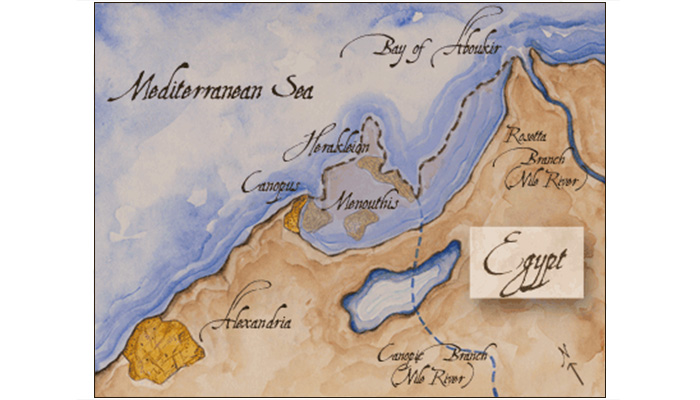 Bay of Aboukir
Mediterranean Sea
Herakleion
Rosetta
Branch
(Nile River)
Canopus
Menouthis
Egypt
Alexandria
Canopic Branch
(Nile River)
N